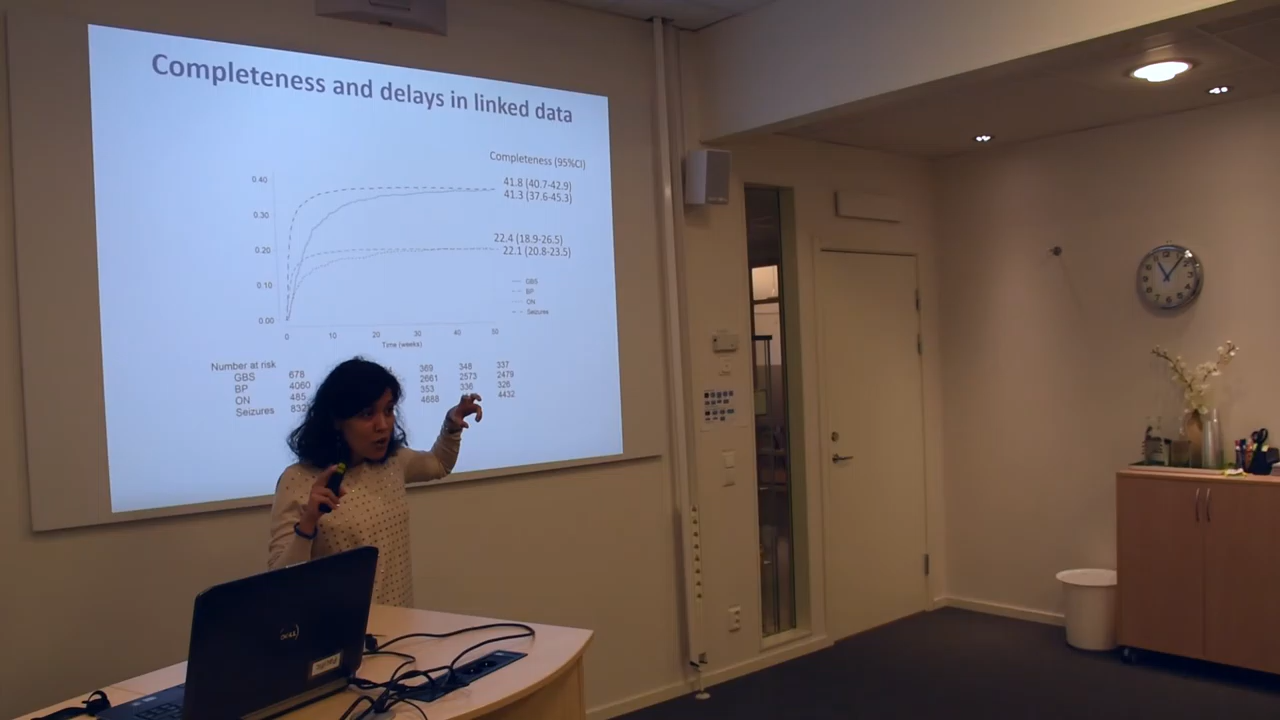 Completeness and delays in linked data
Completeness (95%CI)
41.8 (40.7-42.9)
41.3 (37.6-45.3)
22.4 (18.9-26.5)
22.1 (20.8-23.5)
0.40
0.30
0.20
0.10
0.00
0 10 20 30 40 50
Time (weeks)
GBS
BP
ON
Seizures
Number at risk
GBS 678 369 348 337
BP 4060 2661 2573 2479
ON 485 353 336 326
Seizures 832 4688 4432
DELL